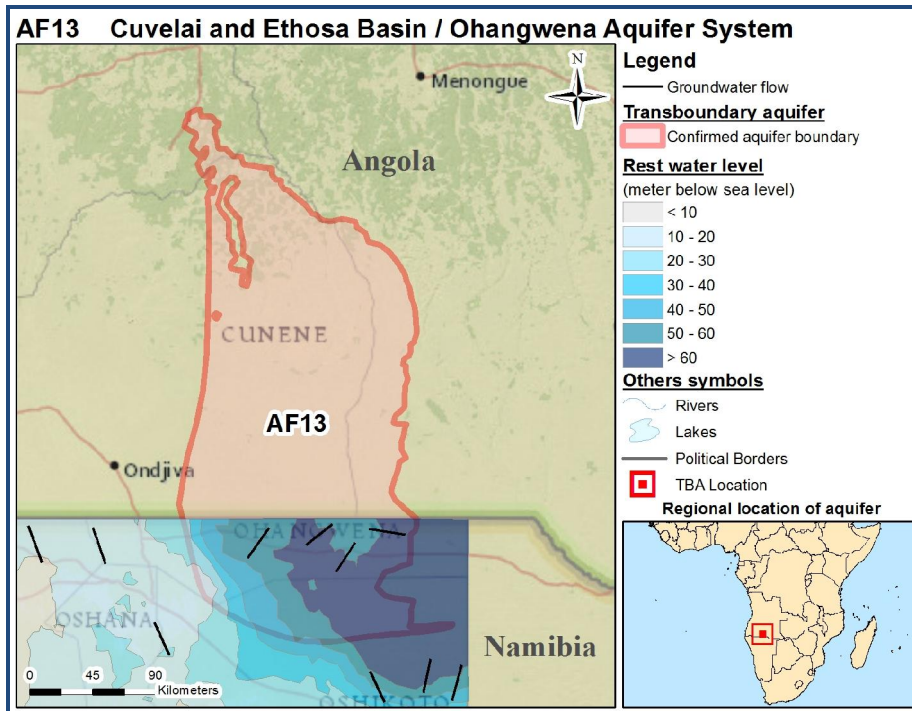 AF13 Cuvelai and Ethosa Basin / Ohangwena Aquifer System
Menongue
N
Angola
CUNENE
AF13
Ondjiva
OHANGWENA
OSHANA
Namibia
OSHIKOTO
0 45 90
Kilometers
Legend
Groundwater flow
Transboundary aquifer
Confirmed aquifer boundary
Rest water level
(meter below sea level)
< 10
10 - 20
20 - 30
30 - 40
40 - 50
50 - 60
> 60
Others symbols
Rivers
Lakes
Political Borders
TBA Location
Regional location of aquifer